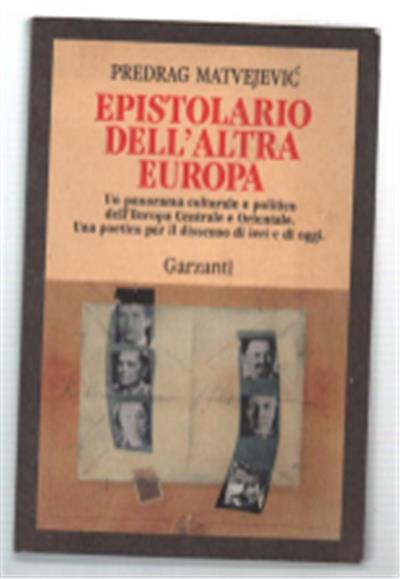 PREDRAG MATVEJEVIĆ
EPISTOLARIO
DELL'ALTRA
EUROPA
Un panorama culturale e politico
dell'Europa Centrale e Orientale.
Una poetica per il dissenso di ieri e di oggi.
Garzanti